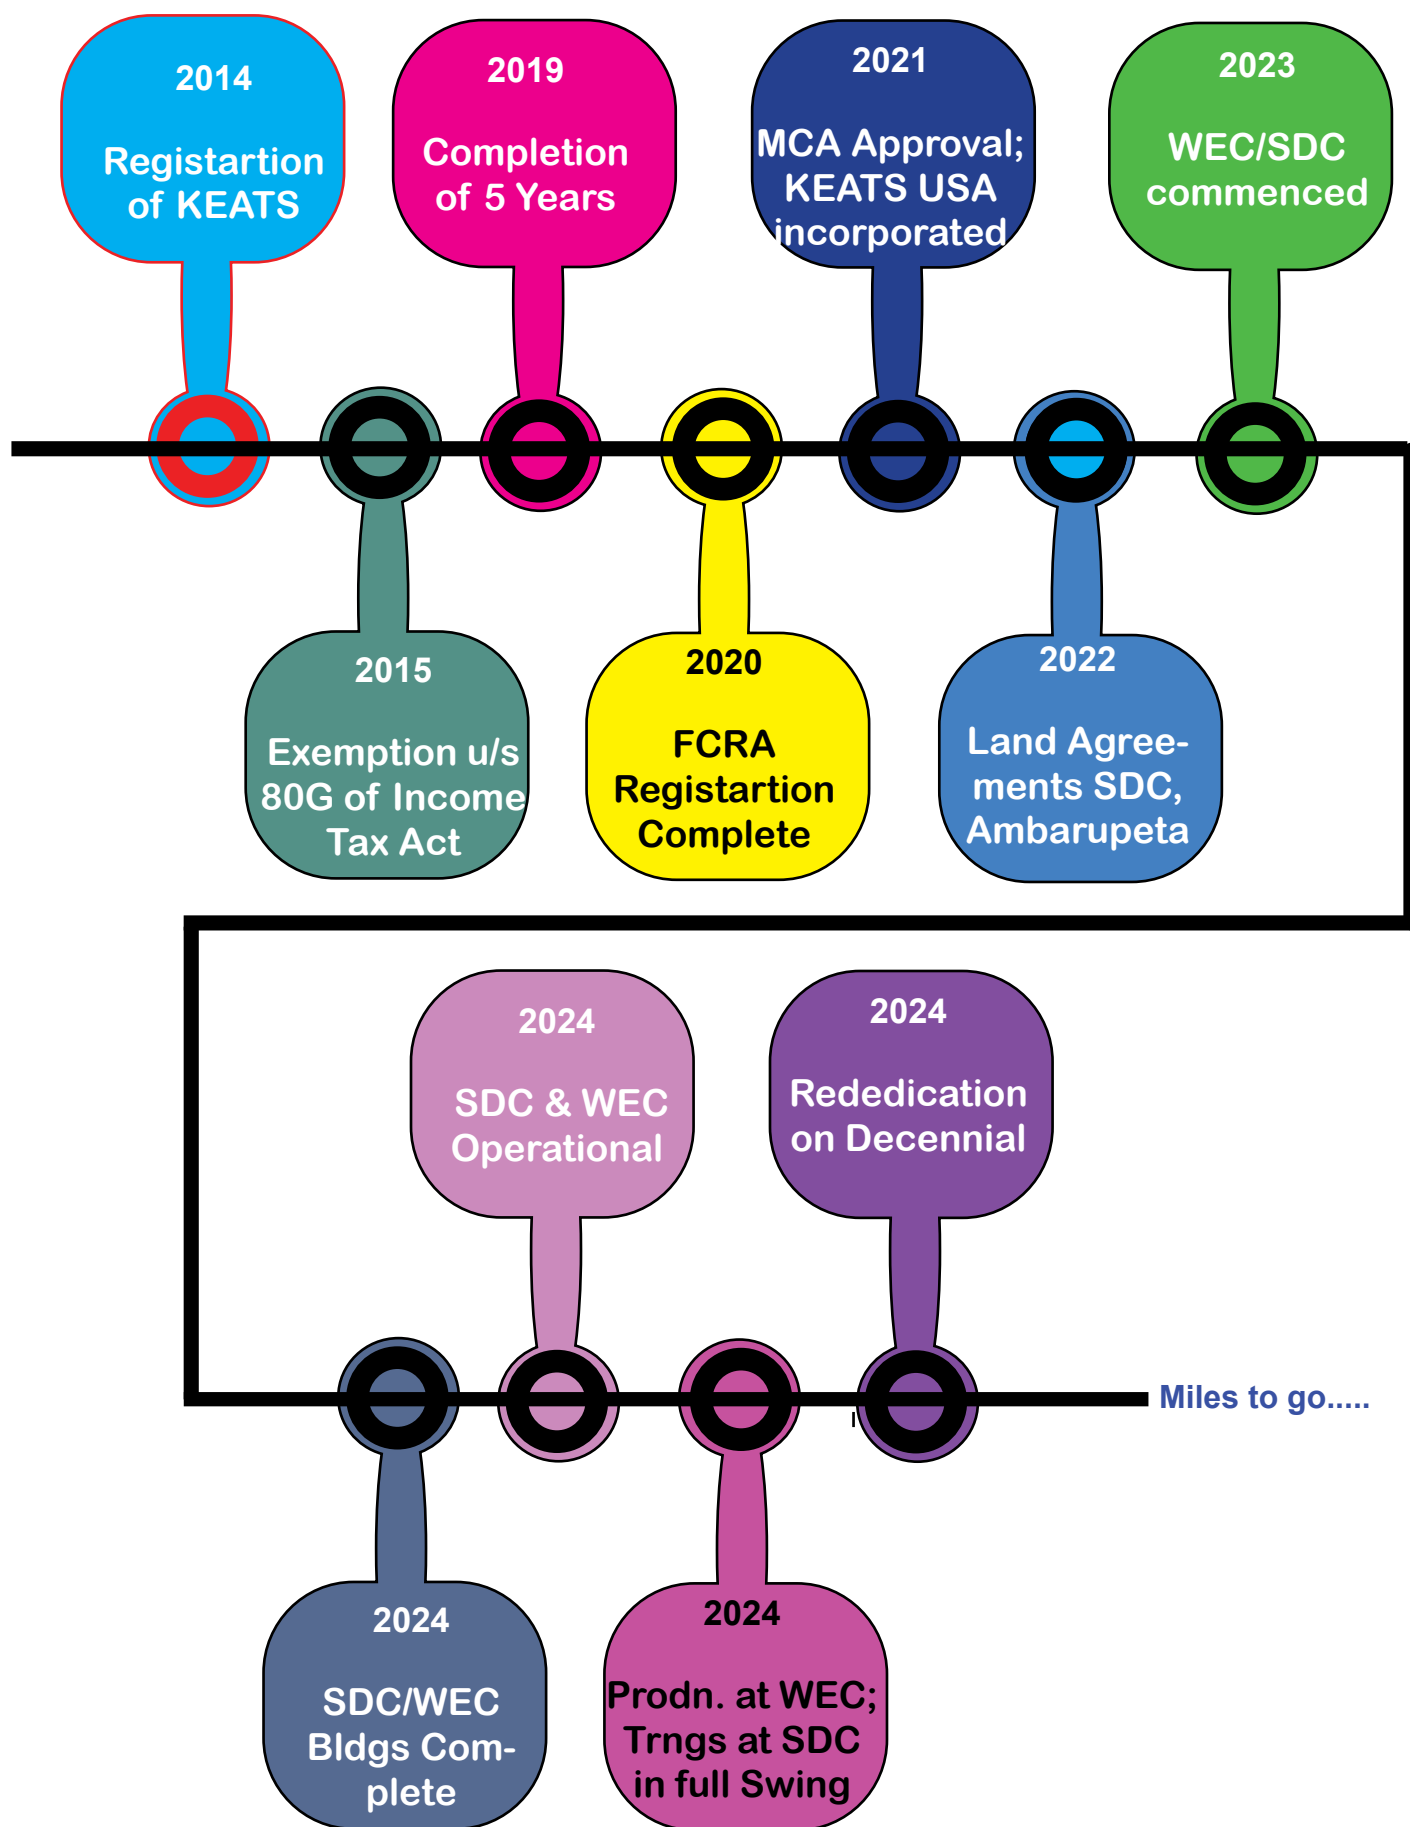 2014
Registartion
of KEATS
2019
Completion
of 5 Years
2021
MCA Approval;
KEATS USA
incorporated
2023
WEC/SDC
commenced
2015
Exemption u/s
80G of Income
Tax Act
2020
FCRA
Registartion
Complete
2022
Land Agree-
ments SDC,
Ambarupeta
2024
SDC & WEC
Operational
2024
Rededication
on Decennial
Miles to go.....
2024
SDC/WEC
Bldgs Com-
plete
2024
Prodn. at WEC;
Trngs at SDC
in full Swing